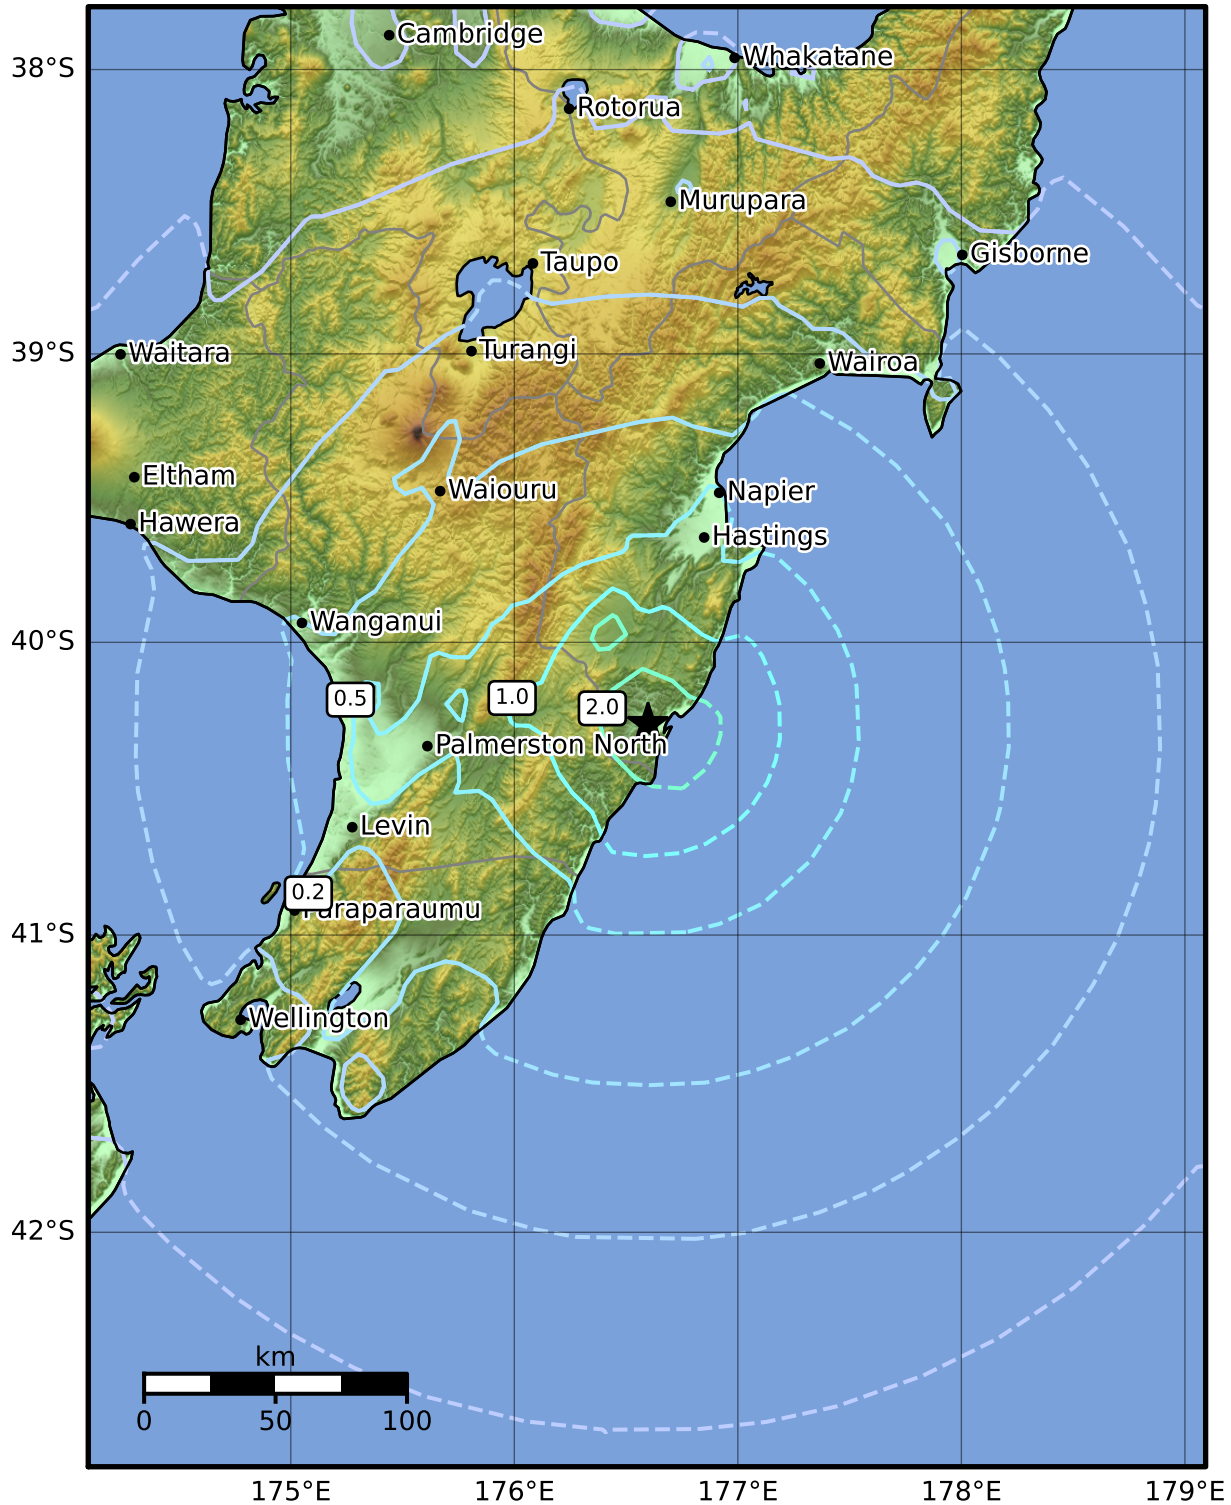 Cambridge
Whakatane
38°S
Rotorua
Murupara
Gisborne
Taupo
Waitara
39°S
Turangi
Wairoa
Eltham
Waiouru
Napier
Hawera
Hastings
Wanganui
40°S
0.5
1.0
2.0
Palmerston North
Levin
0.2
Paraparaumu
41°S
Wellington
42°S
km
0 50 100
175°E 176°E 177°E 178°E 179°E